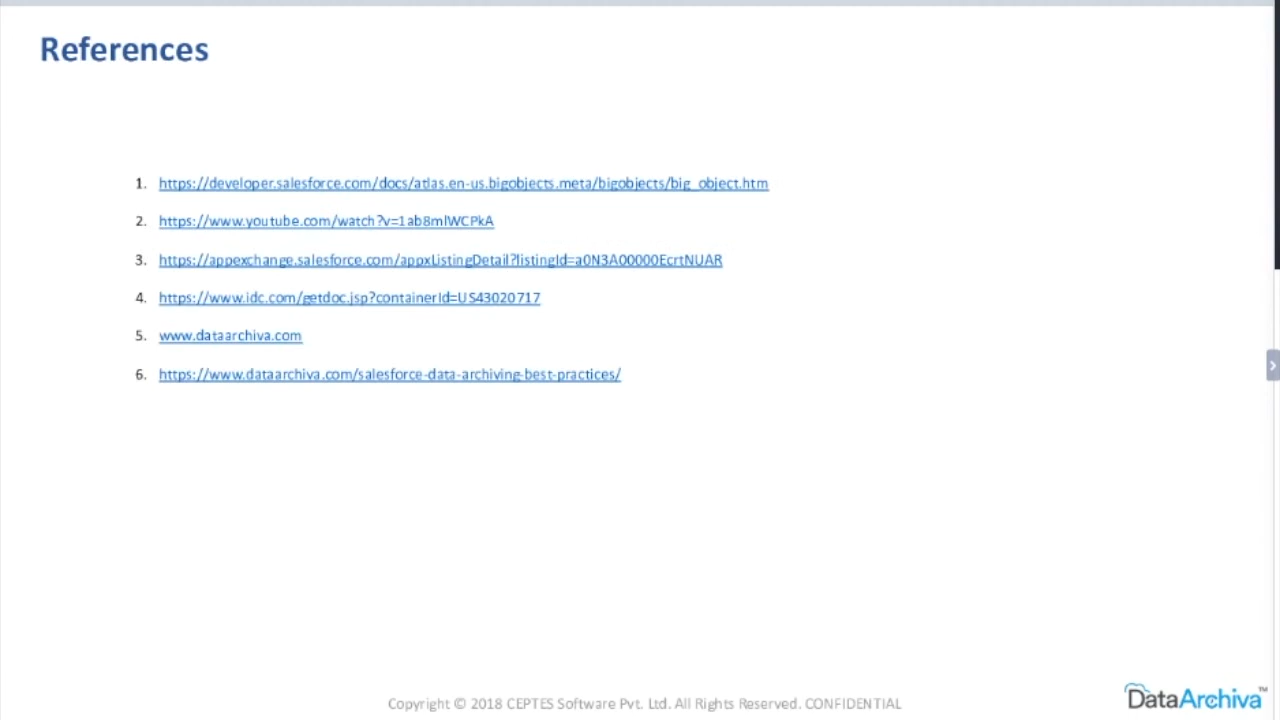 References
1. https://developer.salesforce.com/docs/atlas.en-us.bigobjects.meta/bigobjects/big_object.htm
2. https://www.youtube.com/watch?v=1ab8mlWCPkA
3. https://appexchange.salesforce.com/appxListingDetail?listingId=a0N3A00000EcrtNUAR
4. https://www.idc.com/getdoc.jsp?containerId=US43020717
5. www.dataarchiva.com
6. https://www.dataarchiva.com/salesforce-data-archiving-best-practices/
Copyright © 2018 CEPTES Software Pvt. Ltd. All Rights Reserved. CONFIDENTIAL
DataArchiva™